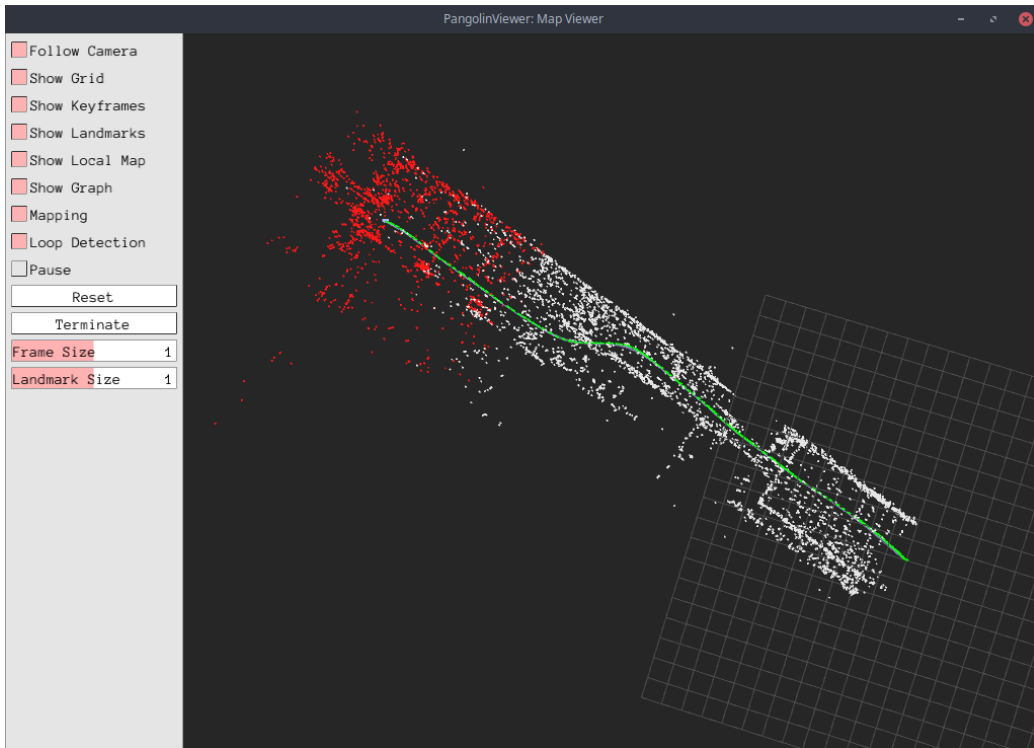 PangolinViewer: Map Viewer
Follow Camera
Show Grid
Show Keyframes
Show Landmarks
Show Local Map
Show Graph
Mapping
Loop Detection
Pause
Reset
Terminate
Frame Size 1
Landmark Size 1